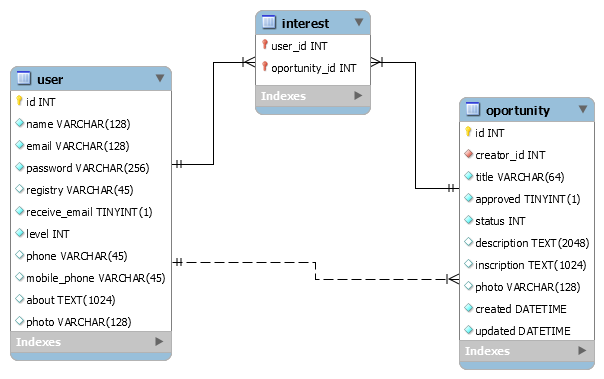 interest
user_id INT
oportunity_id INT
Indexes
user
id INT
name VARCHAR(128)
email VARCHAR(128)
password VARCHAR(256)
registry VARCHAR(45)
receive_email TINYINT(1)
level INT
phone VARCHAR(45)
mobile_phone VARCHAR(45)
about TEXT(1024)
photo VARCHAR(128)
Indexes
oportunity
id INT
creator_id INT
title VARCHAR(64)
approved TINYINT(1)
status INT
description TEXT(2048)
inscription TEXT(1024)
photo VARCHAR(128)
created DATETIME
updated DATETIME
Indexes